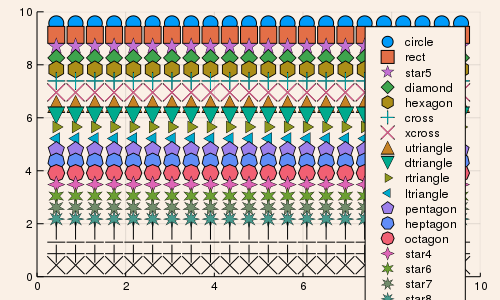 10
8
6
4
2
0
0
2
4
6
10
circle
rect
star5
diamond
hexagon
cross
xcross
utriangle
dtriangle
rtriangle
ltriangle
pentagon
heptagon
octagon
star4
star6
star7
star8